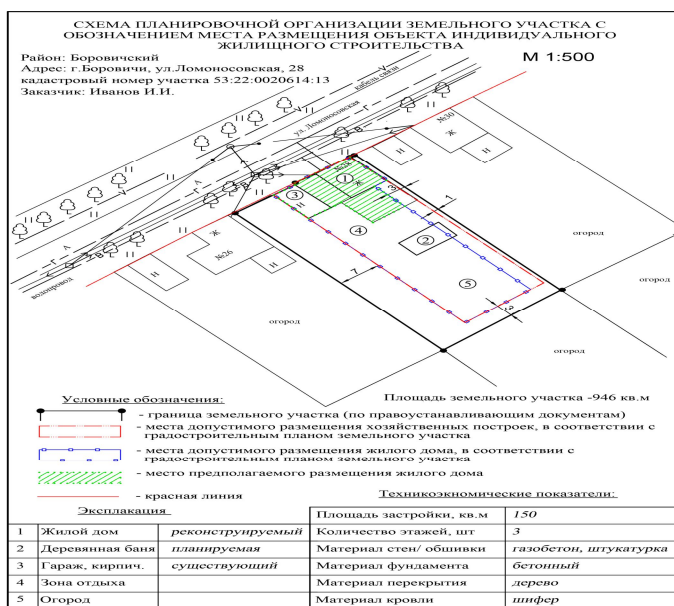 СХЕМА ПЛАНИРОВОЧНОЙ ОРГАНИЗАЦИИ ЗЕМЕЛЬНОГО УЧАСТКА С
ОБОЗНАЧЕНИЕМ МЕСТА РАЗМЕЩЕНИЯ ОБЪЕКТА ИНДИВИДУАЛЬНОГО
ЖИЛИЩНОГО СТРОИТЕЛЬСТВА
Район: Боровичский
М 1:500
Адрес: г.Боровичи, ул.Ломоносовская, 28
кадастровый номер участка 53:22:0020614:13
Заказчик: Иванов И.И.
кабель связи
ул. Ломоносовская
№30
Ж
Н
Н
№28
1
Ж
3
Н
3
1
4
2
5
7
3
Ж
№26
Н
Н
водопровод
В
Г
А
огород
огород
огород
Условные обозначения:
Площадь земельного участка -946 кв.м
- граница земельного участка (по правоустанавливающим документам)
- места допустимого размещения хозяйственных построек, в соответствии с
градостроительным планом земельного участка
- места допустимого размещения жилого дома, в соответствии с
градостроительным планом земельного участка
- место предполагаемого размещения жилого дома
- красная линия
Техникоэкномические показатели:
Эксплакация
Площадь застройки, кв.м 150
1 Жилой дом реконструируемый Количество этажей, шт 3
2 Деревянная баня планируемая Материал стен/ обшивки газобетон, штукатурка
3 Гараж, кирпич. существующий Материал фундамента бетонный
4 Зона отдыха Материал перекрытия дерево
5 Огород Материал кровли шифер